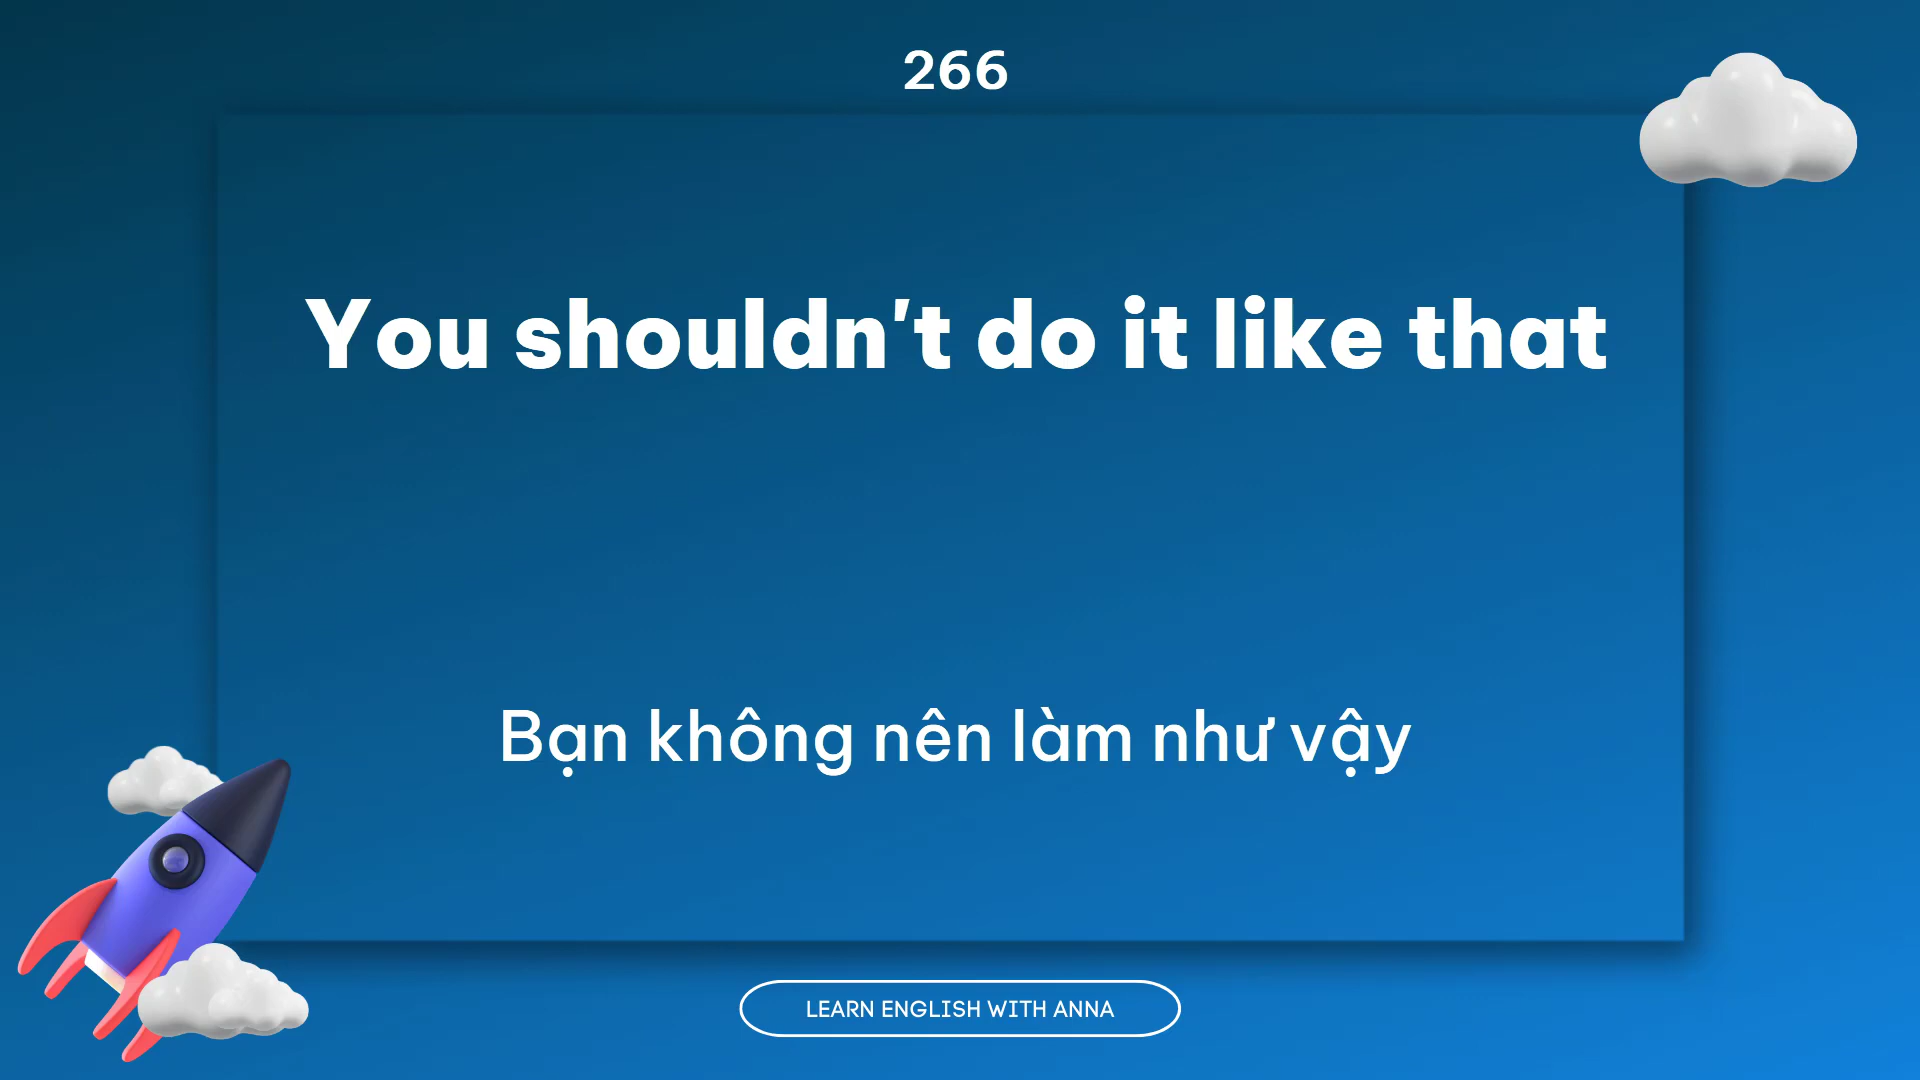 266
You shouldn't do it like that
Bạn không nên làm như vậy
LEARN ENGLISH WITH ANNA